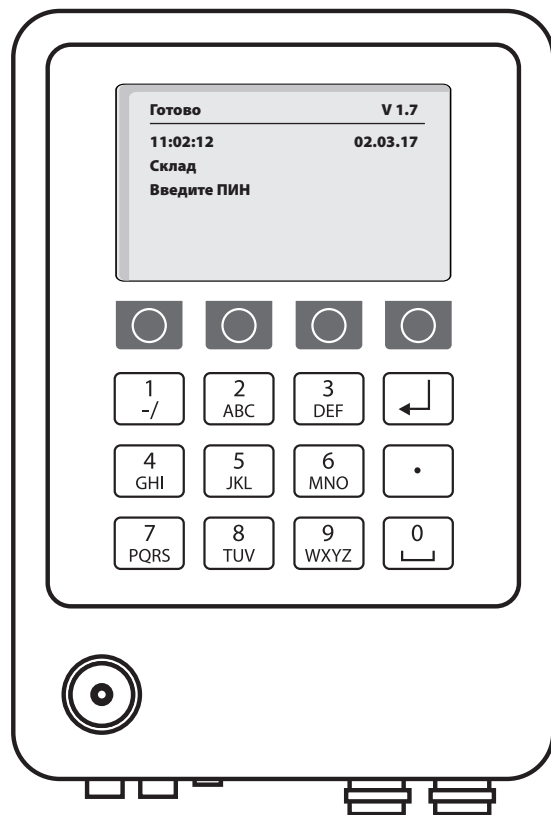 Готово V 1.7
11:02:12 02.03.17
Склад
Введите ПИН
1 2 3
-/ ABC DEF
4 5 6
GHI JKL MNO .
7 8 9 0
PQRS TUV WXYZ